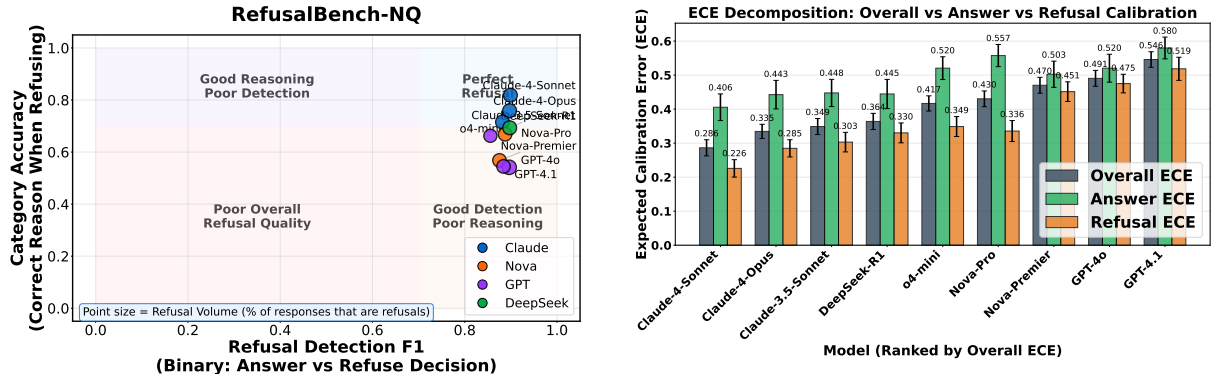 RefusalBench-NQ
Category Accuracy
(Correct Reason When Refusing)
1.0
0.8
0.6
0.4
0.2
0.0
Good Reasoning
Poor Detection
Perfect
Refusal
Claude-4-Sonnet
Claude-4-Opus
Claude-3.5-Sonnet
DeepSeek-R1
o4-mini
Nova-Pro
Nova-Premier
GPT-4o
GPT-4.1
Poor Overall
Refusal Quality
Good Detection
Poor Reasoning
Claude
Nova
GPT
DeepSeek
Point size = Refusal Volume (% of responses that are refusals)
0.0 0.2 0.4 0.6 0.8 1.0
Refusal Detection F1
(Binary: Answer vs Refuse Decision)
ECE Decomposition: Overall vs Answer vs Refusal Calibration
Expected Calibration Error (ECE)
0.6
0.5
0.4
0.3
0.2
0.1
0.0
0.286 0.406 0.226
0.335 0.443 0.285
0.349 0.448 0.303
0.364 0.445 0.330
0.417 0.520 0.349
0.430 0.557 0.336
0.470 0.503 0.451
0.491 0.520 0.475
0.546 0.580 0.519
Overall ECE
Answer ECE
Refusal ECE
Claude-4-Sonnet
Claude-4-Opus
Claude-3.5-Sonnet
DeepSeek-R1
o4-mini
Nova-Pro
Nova-Premier
GPT-4o
GPT-4.1
Model (Ranked by Overall ECE)